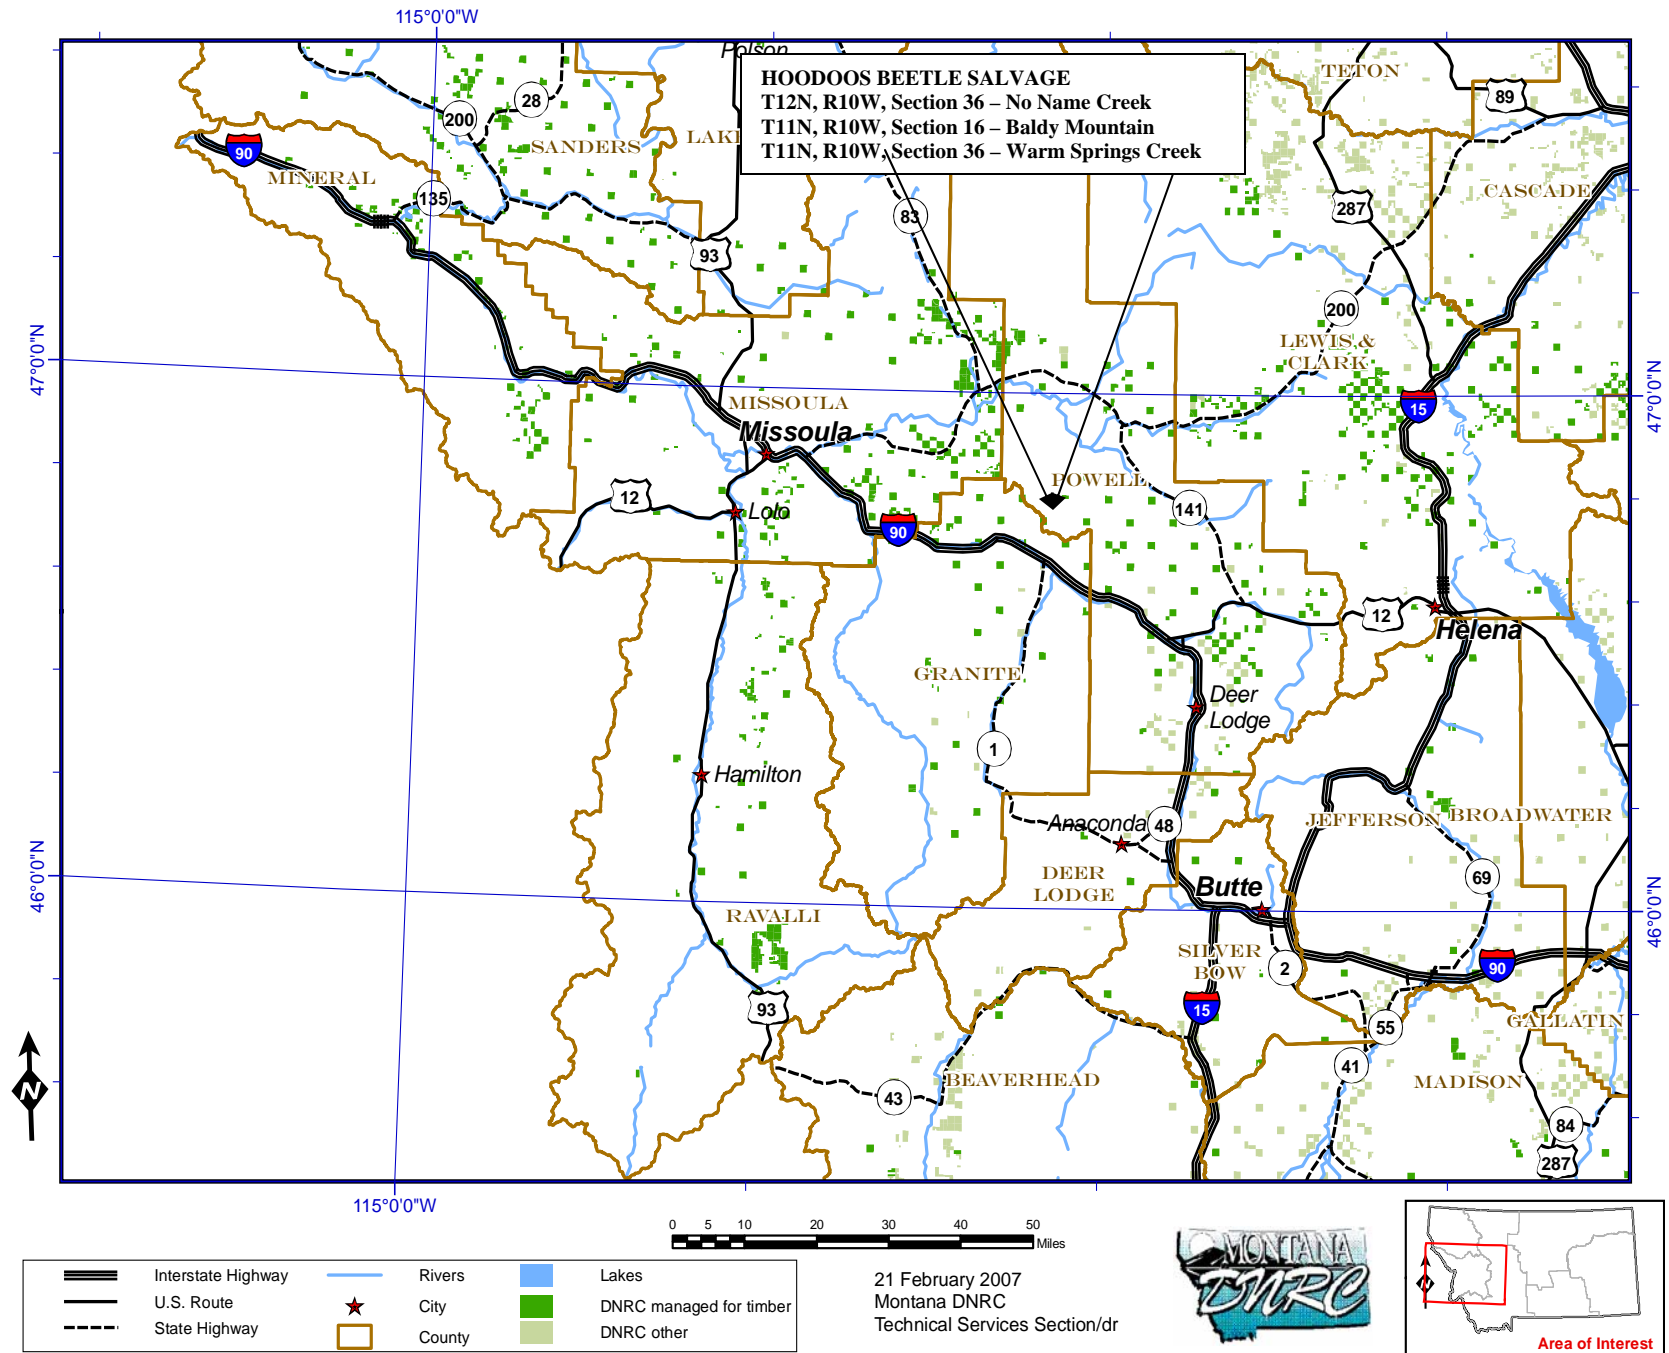 115°0'0"W
Polson
HOODOOS BEETLE SALVAGE
T12N, R10W, Section 36 – No Name Creek
T11N, R10W, Section 16 – Baldy Mountain
T11N, R10W, Section 36 – Warm Springs Creek
TETON
89
28
200
SANDERS
LAKE
90
MINERAL
135
CASCADE
287
83
93
200
LEWIS &
CLARK
47°0'0"N
47°0'0"N
15
MISSOULA
Missoula
POWELL
12
Lolo
141
90
12
Helena
GRANITE
Deer
Lodge
1
Hamilton
Anaconda
48
JEFFERSON
BROADWATER
DEER
LODGE
69
46°0'0"N
46°0'0"N
Butte
RAVALLI
SILVER
BOW
2
90
93
15
GALLATIN
55
41
BEAVERHEAD
MADISON
43
N
84
287
115°0'0"W
0 5 10 20 30 40 50
Miles
Interstate Highway
U.S. Route
State Highway
Rivers
City
County
Lakes
DNRC managed for timber
DNRC other
21 February 2007
Montana DNRC
Technical Services Section/dr
MONTANA
DNRC
N
Area of Interest